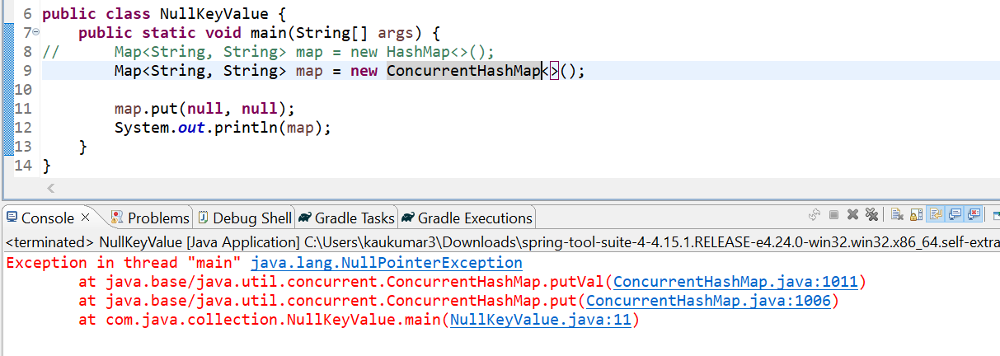 6 public class NullKeyValue {
7 public static void main(String[] args) {
8 // Map<String, String> map = new HashMap<>();
9 Map<String, String> map = new ConcurrentHashMap<>();
10
11 map.put(null, null);
12 System.out.println(map);
13 }
14 }
Console Problems Debug Shell Gradle Tasks Gradle Executions
<terminated> NullKeyValue [Java Application] C:\Users\kaukumar3\Downloads\spring-tool-suite-4-4.15.1.RELEASE-e4.24.0-win32.win32.x86_64.self-extra
Exception in thread "main" java.lang.NullPointerException
at java.base/java.util.concurrent.ConcurrentHashMap.putVal(ConcurrentHashMap.java:1011)
at java.base/java.util.concurrent.ConcurrentHashMap.put(ConcurrentHashMap.java:1006)
at com.java.collection.NullKeyValue.main(NullKeyValue.java:11)